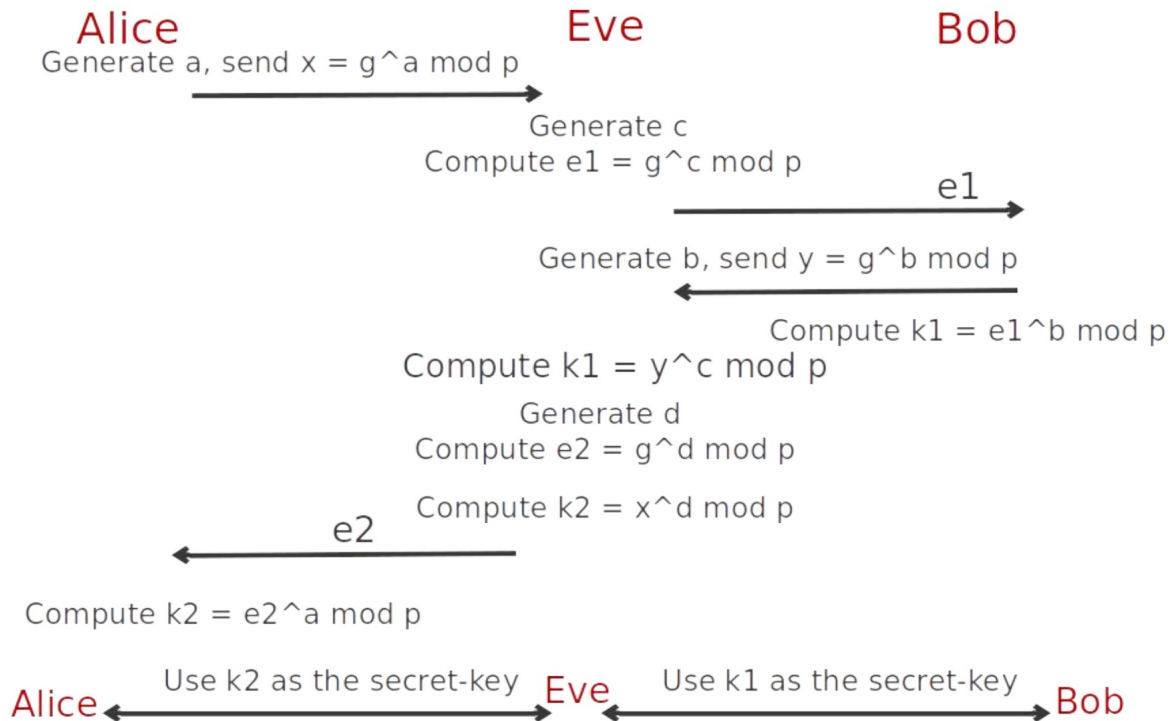 Alice Eve Bob
Generate a, send x = g^a mod p
Generate c
Compute e1 = g^c mod p
e1
Generate b, send y = g^b mod p
Compute k1 = e1^b mod p
Compute k1 = y^c mod p
Generate d
Compute e2 = g^d mod p
Compute k2 = x^d mod p
e2
Compute k2 = e2^a mod p
Use k2 as the secret-key Use k1 as the secret-key
Alice Eve Bob